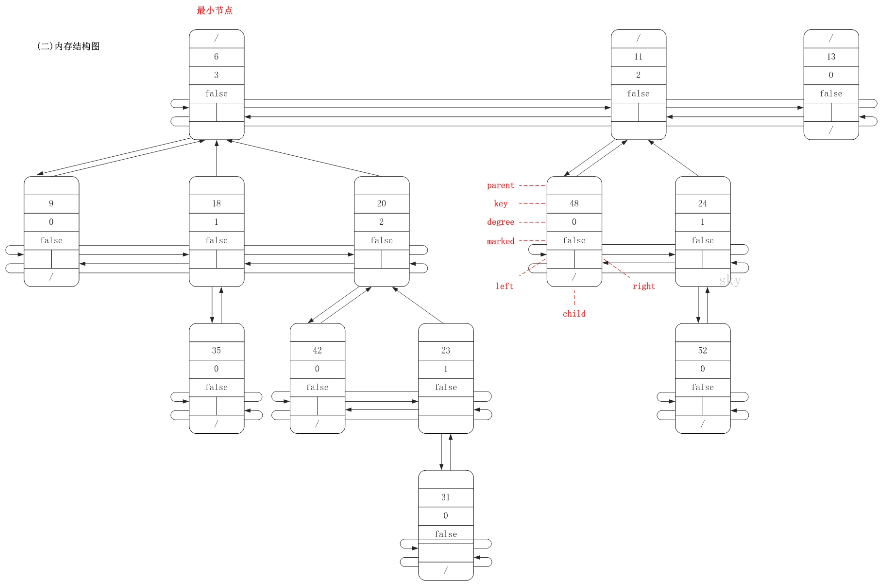 最小节点
(二)内存结构图
/
6
3
false
/
11
2
false
/
13
0
false
/
9
0
false
/
18
1
false
20
2
false
parent
key
degree
marked
left
right
child
48
0
false
/
24
1
false
sky
35
0
false
/
42
0
false
/
23
1
false
52
0
false
/
31
0
false
/